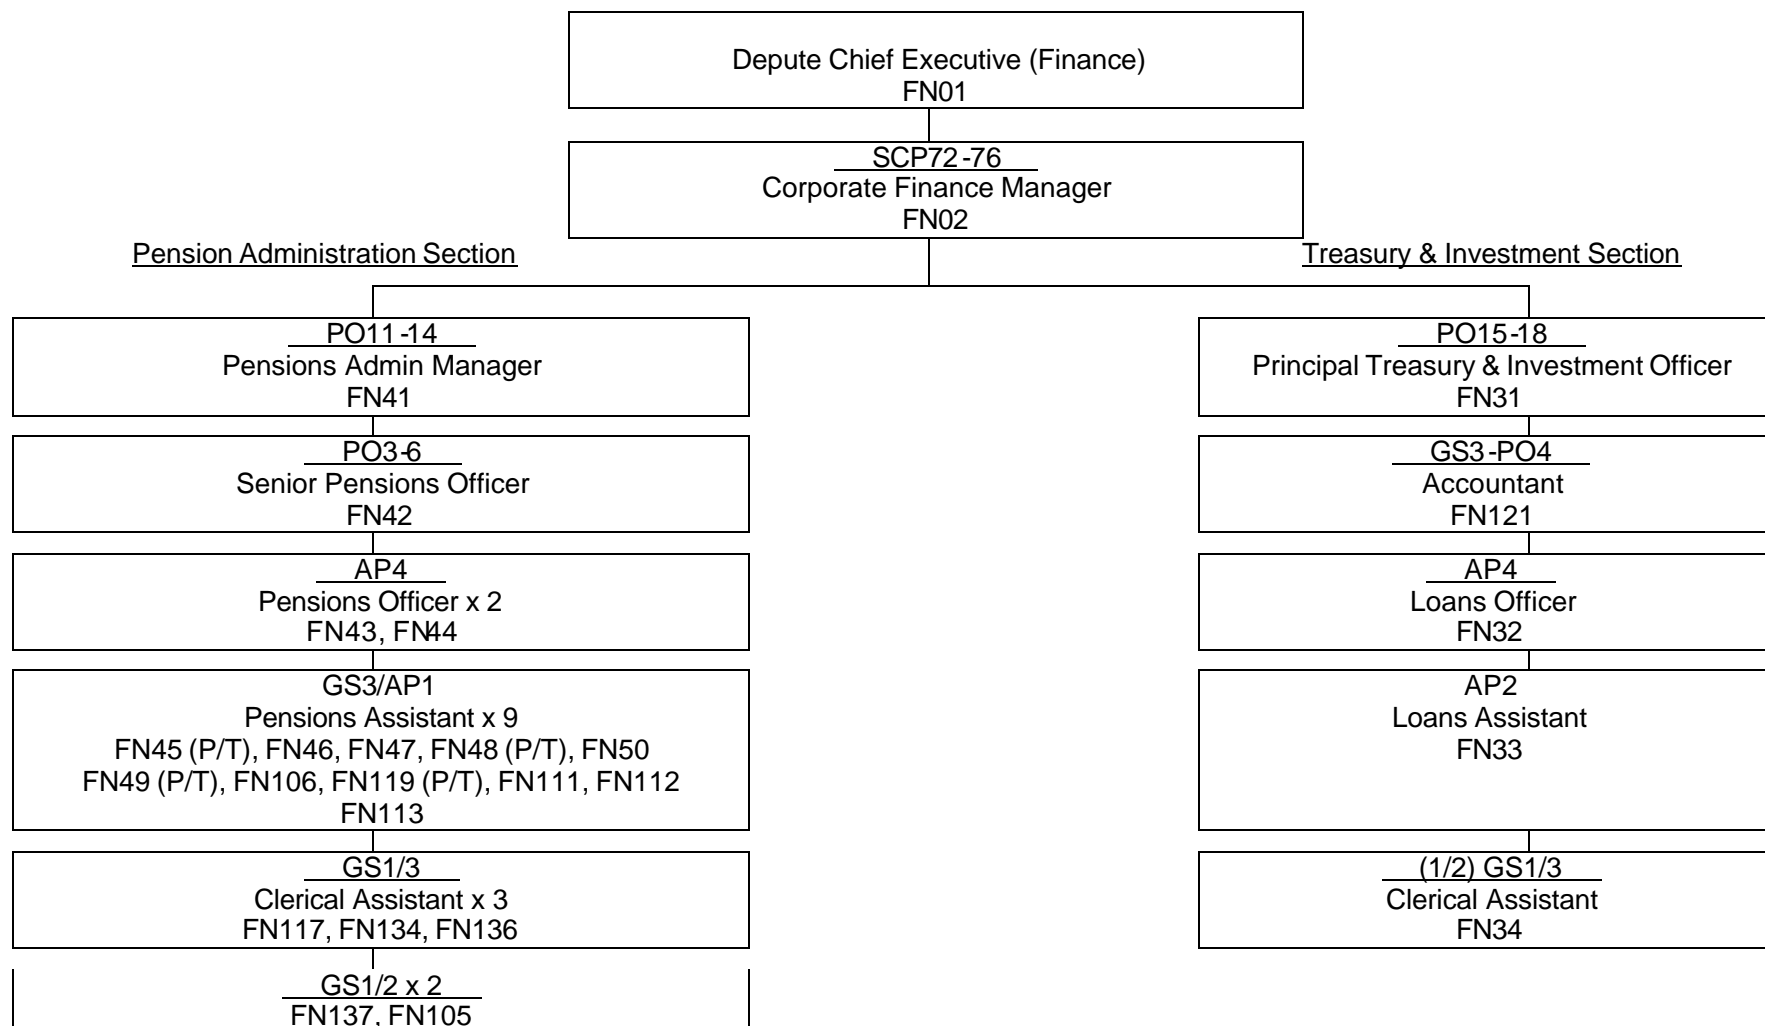 Depute Chief Executive (Finance)
FN01
SCP72-76
Corporate Finance Manager
FN02
Pension Administration Section
Treasury & Investment Section
PO11-14
Pensions Admin Manager
FN41
PO3-6
Senior Pensions Officer
FN42
AP4
Pensions Officer x 2
FN43, FN44
GS3/AP1
Pensions Assistant x 9
FN45 (P/T), FN46, FN47, FN48 (P/T), FN50
FN49 (P/T), FN106, FN119 (P/T), FN111, FN112
FN113
GS1/3
Clerical Assistant x 3
FN117, FN134, FN136
GS1/2 x 2
FN137, FN105
PO15-18
Principal Treasury & Investment Officer
FN31
GS3-PO4
Accountant
FN121
AP4
Loans Officer
FN32
AP2
Loans Assistant
FN33
(1/2) GS1/3
Clerical Assistant
FN34